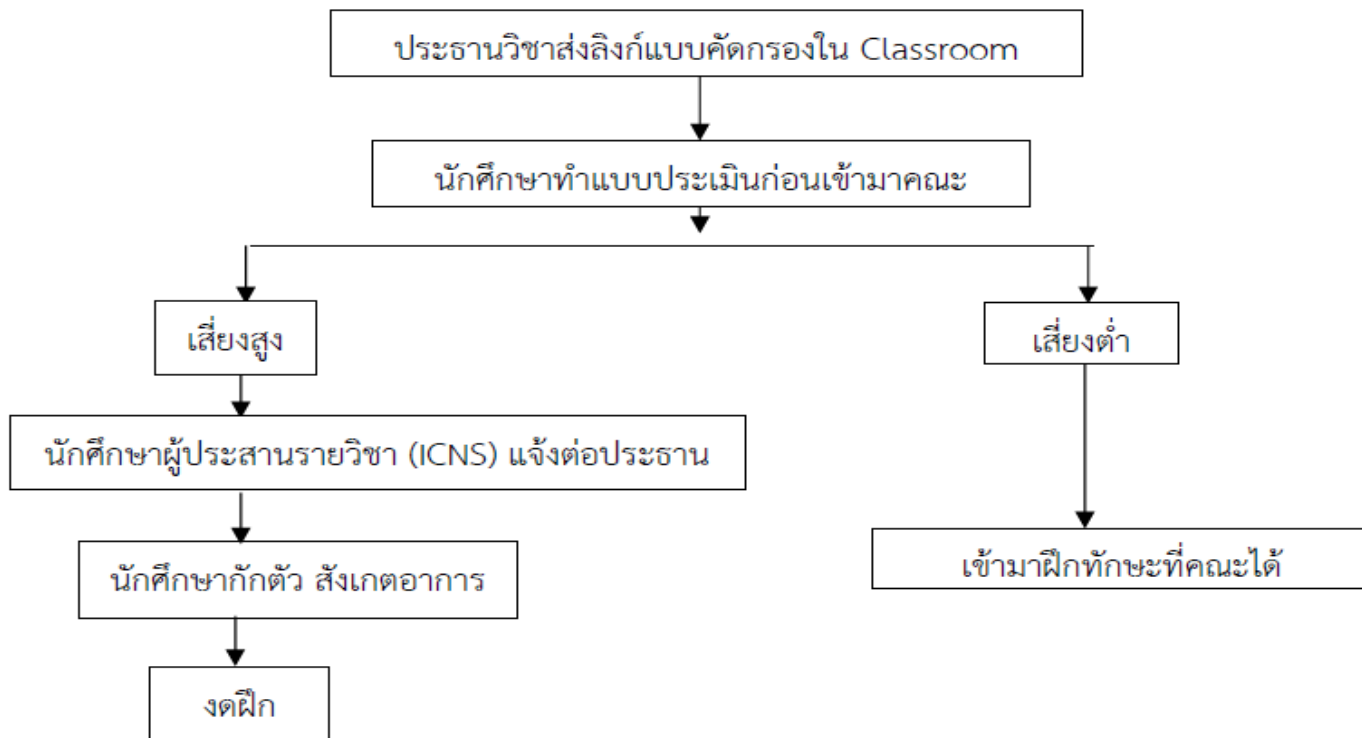 ประธานวิชาส่งลิงก์แบบคัดกรองใน Classroom
นักศึกษาทำแบบประเมินก่อนเข้ามาคณะ
เสี่ยงสูง
เสี่ยงต่ำ
นักศึกษาผู้ประสานรายวิชา (ICNS) แจ้งต่อประธาน
นักศึกษากักตัว สังเกตอาการ
เข้ามาฝึกทักษะที่คณะได้
งดฝึก